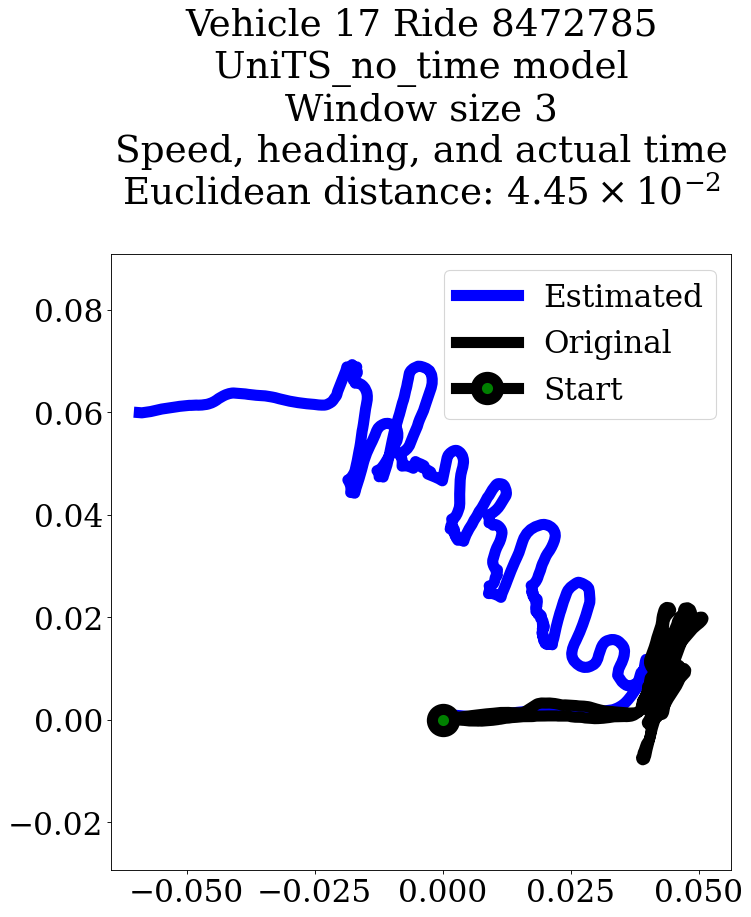 Vehicle 17 Ride 8472785
UniTS_no_time model
Window size 3
Speed, heading, and actual time
Euclidean distance: 4.45 × 10⁻²
Estimated
Original
Start
0.08
0.06
0.04
0.02
0.00
−0.02
−0.050 −0.025 0.000 0.025 0.050